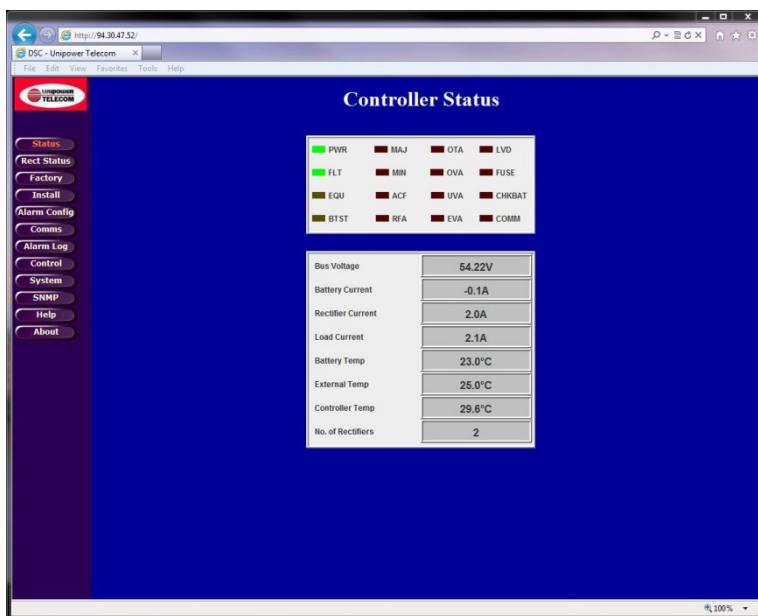 http://94.30.47.52/
DSC - Unipower Telecom
File Edit View Favorites Tools Help
UNIPOWER
TELECOM
Controller Status
Status
Rect Status
Factory
Install
Alarm Config
Comms
Alarm Log
Control
System
SNMP
Help
About
PWR MAJ OTA LVD
FLT MIN OVA FUSE
EQU ACF UVA CHKBAT
BTST RFA EVA COMM
Bus Voltage 54.22V
Battery Current -0.1A
Rectifier Current 2.0A
Load Current 2.1A
Battery Temp 23.0°C
External Temp 25.0°C
Controller Temp 29.6°C
No. of Rectifiers 2
100%